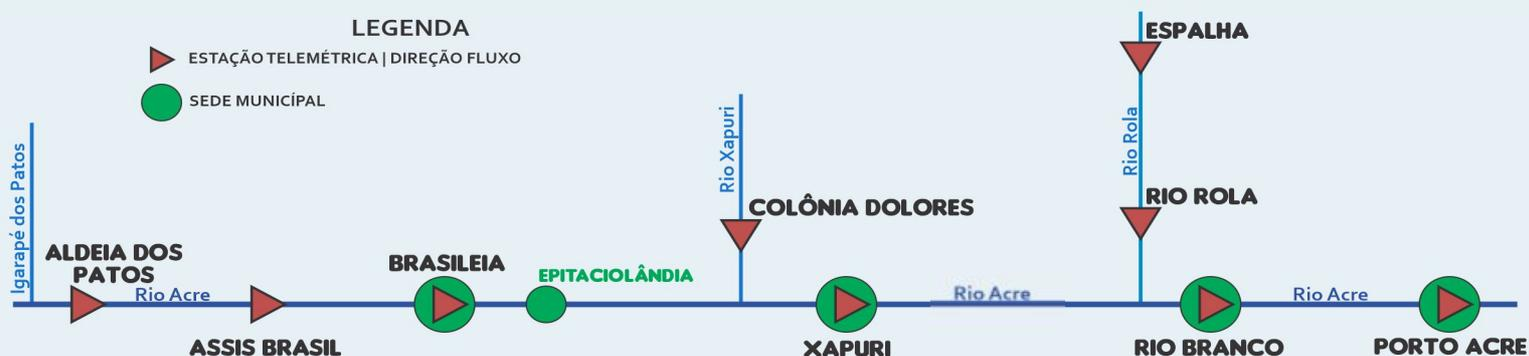 LEGENDA
ESTAÇÃO TELEMÉTRICA | DIREÇÃO FLUXO
SEDE MUNICÍPAL
ESPALHA
Igarapé dos Patos
Rio Xapuri
Rio Rola
RIO ROLA
COLÔNIA DOLORES
ALDEIA DOS
PATOS
BRASILEIA
EPITACIOLÂNDIA
Rio Acre
Rio Acre
Rio Acre
ASSIS BRASIL
XAPURI
RIO BRANCO
PORTO ACRE